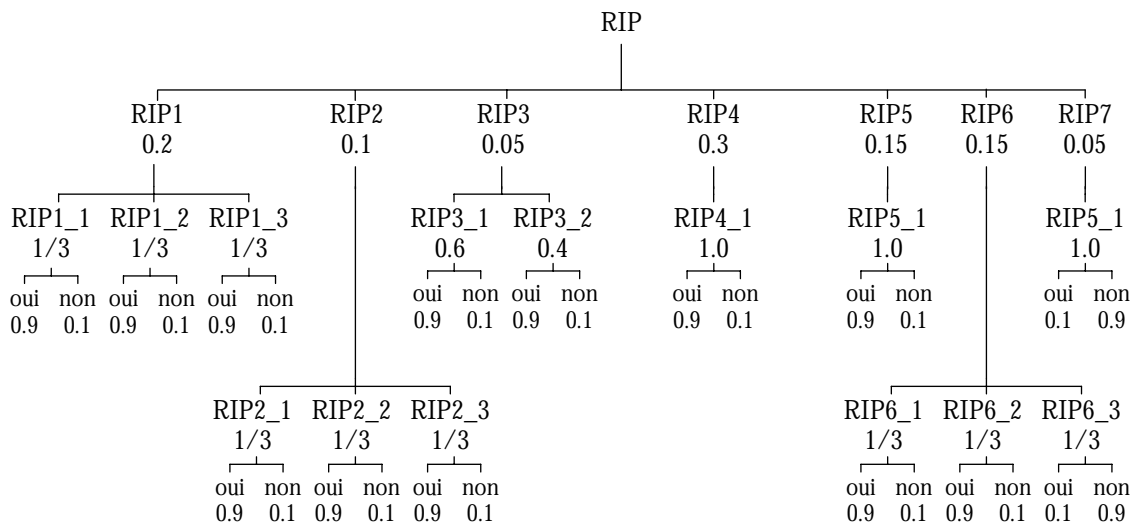 RIP
RIP1 RIP2 RIP3 RIP4 RIP5 RIP6 RIP7
0.2 0.1 0.05 0.3 0.15 0.15 0.05
RIP1_1 RIP1_2 RIP1_3 RIP3_1 RIP3_2 RIP4_1 RIP5_1 RIP5_1
1/3 1/3 1/3 0.6 0.4 1.0 1.0 1.0
oui non oui non oui non oui non oui non oui non oui non oui non
0.9 0.1 0.9 0.1 0.9 0.1 0.9 0.1 0.9 0.1 0.9 0.1 0.9 0.1 0.1 0.9
RIP2_1 RIP2_2 RIP2_3 RIP6_1 RIP6_2 RIP6_3
1/3 1/3 1/3 1/3 1/3 1/3
oui non oui non oui non oui non oui non oui non
0.9 0.1 0.9 0.1 0.9 0.1 0.9 0.1 0.9 0.1 0.1 0.9